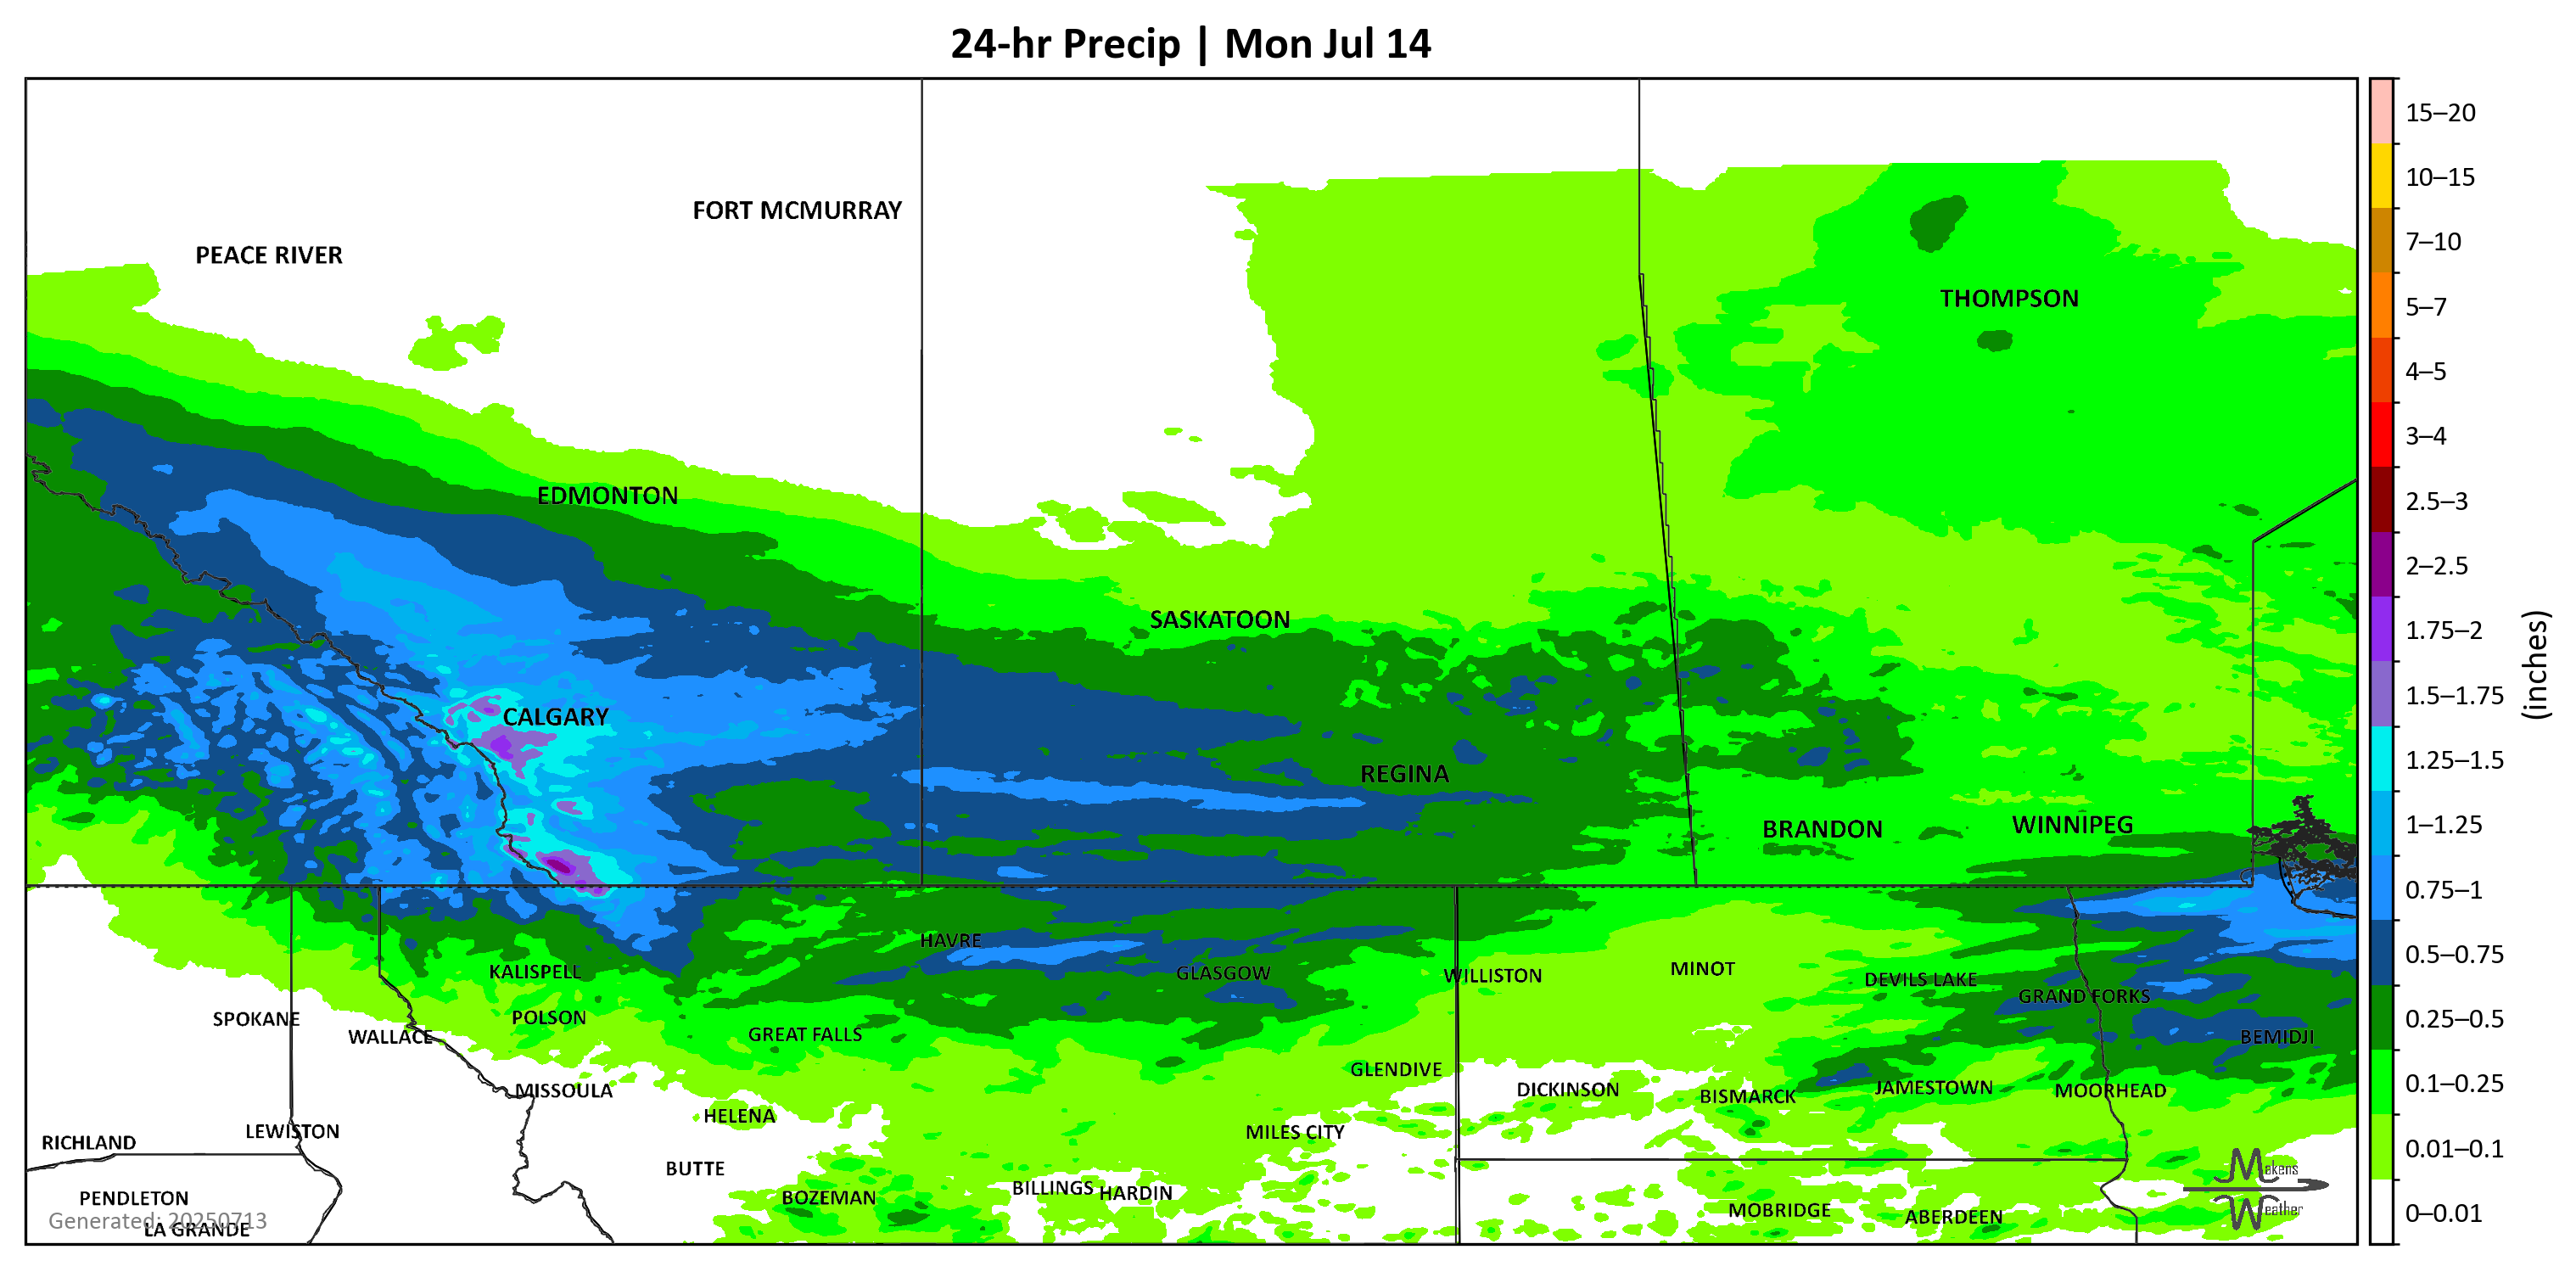 24-hr Precip | Mon Jul 14
15–20
10–15
7–10
5–7
4–5
3–4
2.5–3
2–2.5
1.75–2
1.5–1.75
1.25–1.5
1–1.25
0.75–1
0.5–0.75
0.25–0.5
0.1–0.25
0.01–0.1
0–0.01
(inches)
FORT MCMURRAY
PEACE RIVER
THOMPSON
EDMONTON
SASKATOON
CALGARY
REGINA
BRANDON
WINNIPEG
HAVRE
KALISPELL
GLASGOW
WILLISTON
MINOT
DEVILS LAKE
GRAND FORKS
SPOKANE
POLSON
WALLACE
GREAT FALLS
BEMIDJI
GLENDIVE
MISSOULA
DICKINSON
BISMARCK
JAMESTOWN
MOORHEAD
HELENA
LEWISTON
MILES CITY
RICHLAND
BUTTE
BILLINGS
HARDIN
PENDLETON
BOZEMAN
MOBRIDGE
ABERDEEN
Generated: 20250713
LA GRANDE
Makens
Weather